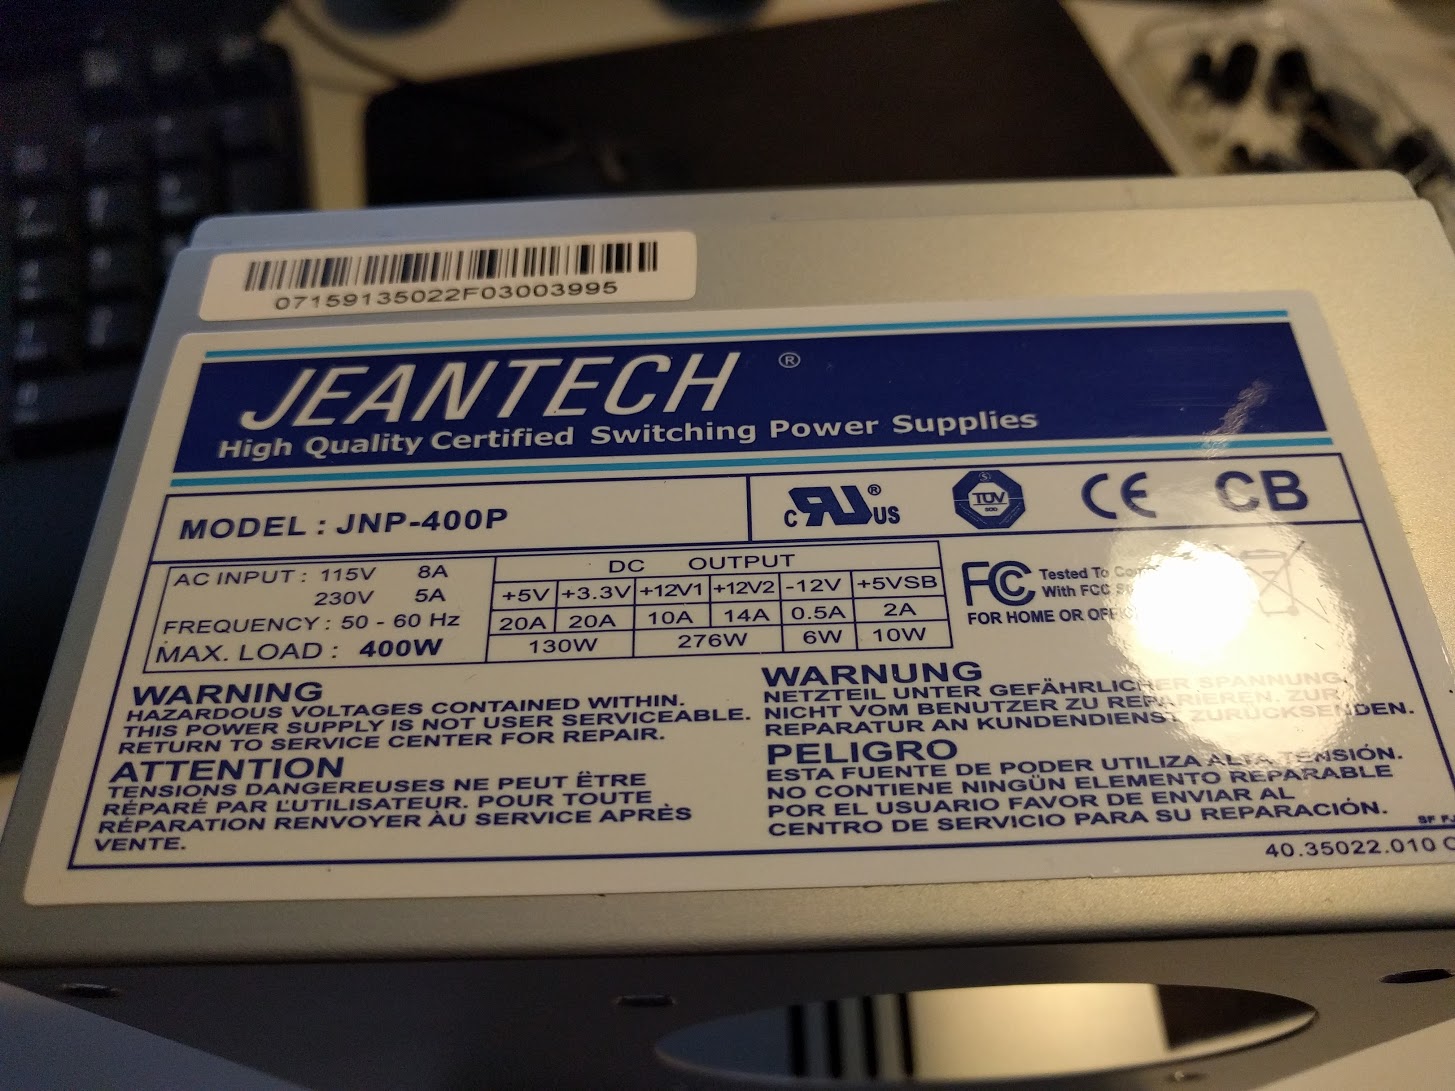 07159135022F03003995
JEANTECH ®
High Quality Certified Switching Power Supplies
MODEL : JNP-400P
C RU ® US
TÜV
CE
CB
AC INPUT : 115V 8A
230V 5A
FREQUENCY : 50 - 60 Hz
MAX. LOAD : 400W
DC OUTPUT
+5V +3.3V +12V1 +12V2 -12V +5VSB
20A 20A 10A 14A 0.5A 2A
130W 276W 6W 10W
FC
Tested To
With FCC
FOR HOME OR
WARNING
HAZARDOUS VOLTAGES CONTAINED WITHIN.
THIS POWER SUPPLY IS NOT USER SERVICEABLE.
RETURN TO SERVICE CENTER FOR REPAIR.
ATTENTION
TENSIONS DANGEREUSES NE PEUT ËTRE
RÉPARÉ PAR L'UTILISATEUR. POUR TOUTE
RÉPARATION RENVOYER ÀU SERVICE APRÈS
VENTE.
WARNUNG
NETZTEIL UNTER GEFÄHRLICHER SPANNUNG.
NICHT VOM BENUTZER ZU REPARIEREN. ZUR
REPARATUR AN KUNDENDIENST ZURÜCKSENDEN.
PELIGRO
ESTA FUENTE DE PODER UTILIZA ALTA TENSIÓN.
NO CONTIENE NINGÜN ELEMENTO REPARABLE
POR EL USUARIO FAVOR DE ENVIAR AL
CENTRO DE SERVICIO PARA SU REPARACIÓN.
40.35022.010